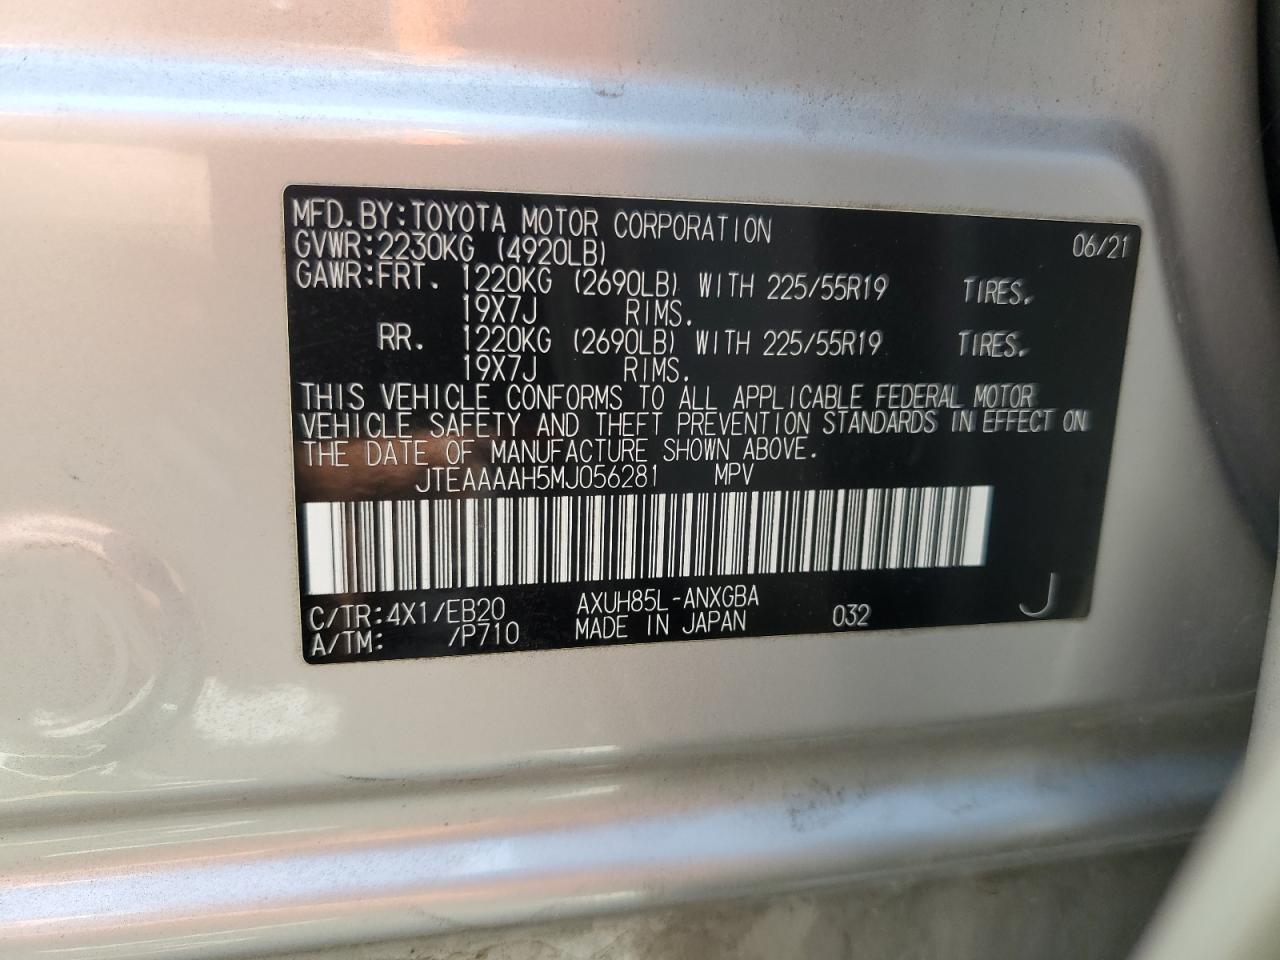 MFD.BY:TOYOTA MOTOR CORPORATION 06/21
GVWR:2230KG (4920LB)
GAWR:FRT. 1220KG (2690LB) WITH 225/55R19 TIRES.
19X7J RIMS.
RR. 1220KG (2690LB) WITH 225/55R19 TIRES.
19X7J RIMS.
THIS VEHICLE CONFORMS TO ALL APPLICABLE FEDERAL MOTOR
VEHICLE SAFETY AND THEFT PREVENTION STANDARDS IN EFFECT ON
THE DATE OF MANUFACTURE SHOWN ABOVE.
JTEAAAAH5MJ056281 MPV
C/TR:4X1/EB20 AXUH85L-ANXGBA
A/TM: /P710 MADE IN JAPAN 032 J